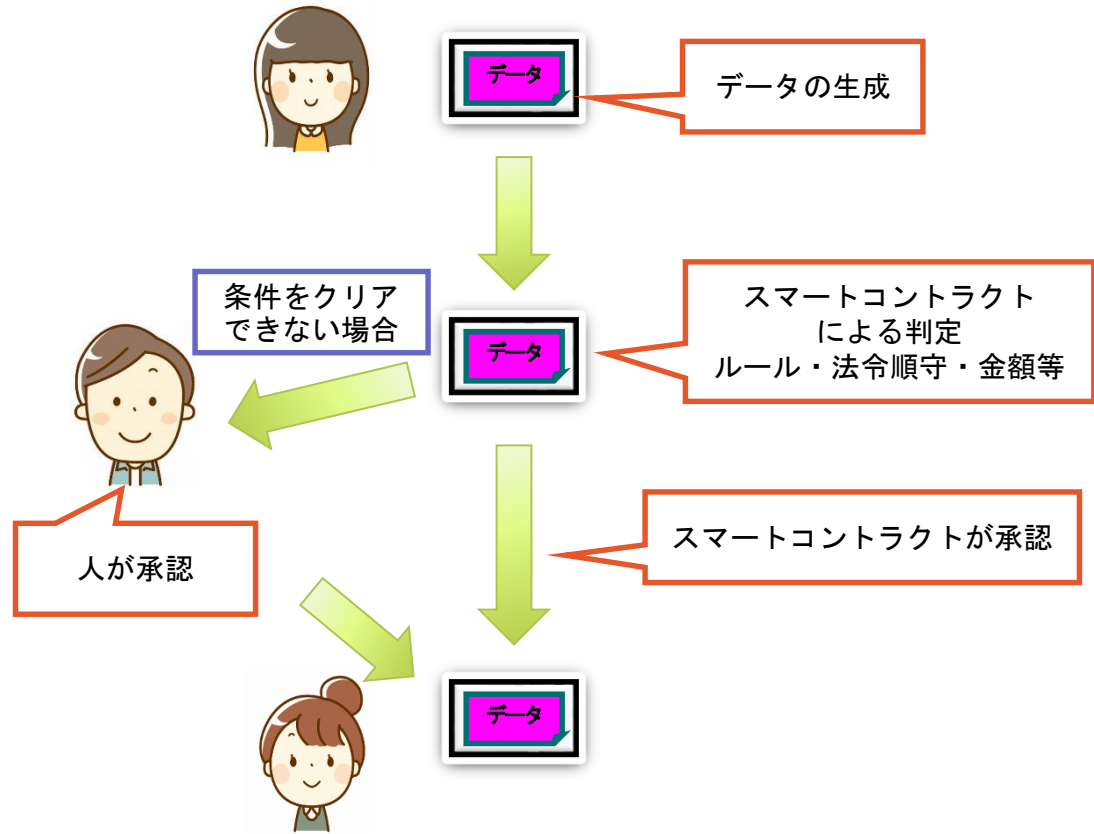 データ
データの生成
条件をクリア
できない場合
データ
スマートコントラクト
による判定
ルール・法令順守・金額等
人が承認
スマートコントラクトが承認
データ